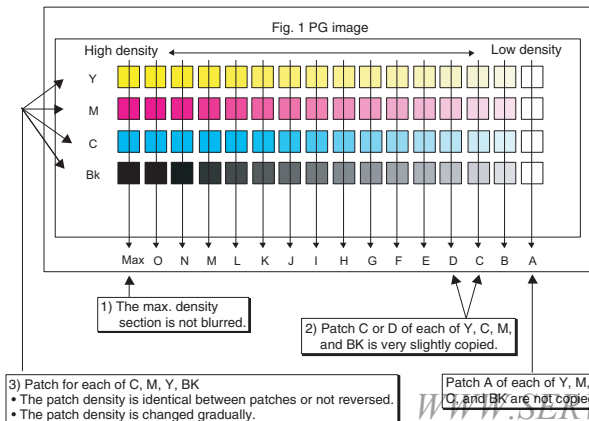 Fig. 1 PG image
High density
Low density
Y
M
C
Bk
Max O N M L K J I H G F E D C B A
1) The max. density
section is not blurred.
2) Patch C or D of each of Y, C, M,
and BK is very slightly copied.
3) Patch for each of C, M, Y, BK
• The patch density is identical between patches or not reversed.
• The patch density is changed gradually.
Patch A of each of Y, M,
C, and BK are not copied
WWW.SER